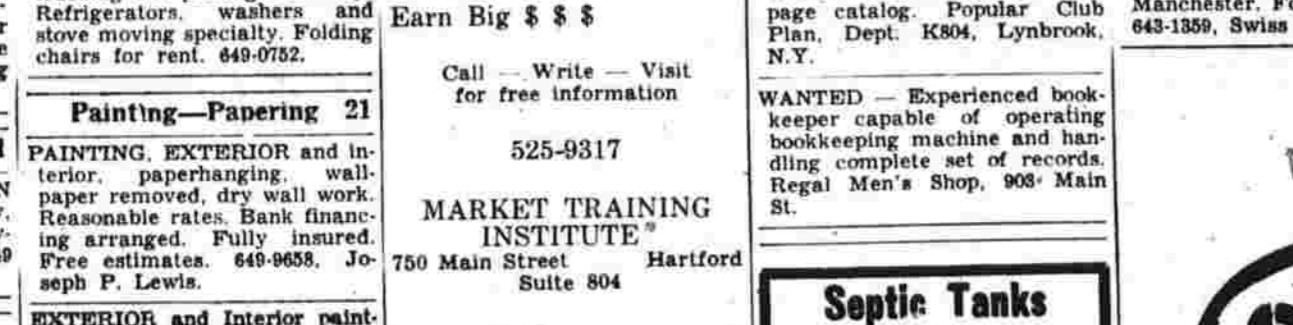 Refrigerators, washers and
stove moving specialty. Folding
chairs for rent. 649-0752.
Painting—Papering 21
PAINTING, EXTERIOR and in-
terior, paperhanging, wall-
paper removed, dry wall work.
Reasonable rates. Bank financ-
ing arranged. Fully insured.
Free estimates. 649-9658, Jo-
seph P. Lewis.
EXTERIOR and Interior paint-
Earn Big $ $ $
Call — Write — Visit
for free information
525-9317
MARKET TRAINING
INSTITUTE
750 Main Street Hartford
Suite 804
page catalog. Popular Club
Plan, Dept. K804, Lynbrook,
N.Y.
WANTED — Experienced book-
keeper capable of operating
bookkeeping machine and han-
dling complete set of records.
Regal Men's Shop, 903 Main
St.
Septic Tanks
Manchester,
643-1359, Swiss